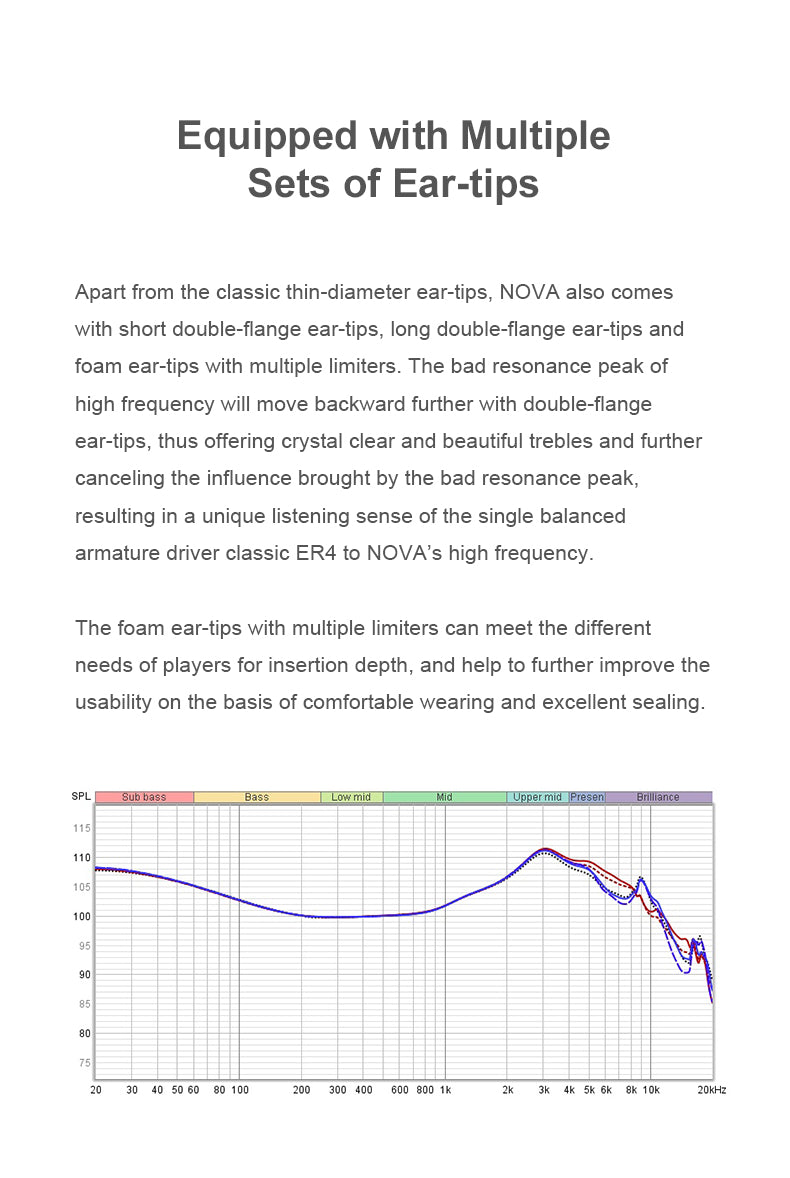 Equipped with Multiple
Sets of Ear-tips
Apart from the classic thin-diameter ear-tips, NOVA also comes
with short double-flange ear-tips, long double-flange ear-tips and
foam ear-tips with multiple limiters. The bad resonance peak of
high frequency will move backward further with double-flange
ear-tips, thus offering crystal clear and beautiful trebles and further
canceling the influence brought by the bad resonance peak,
resulting in a unique listening sense of the single balanced
armature driver classic ER4 to NOVA’s high frequency.
The foam ear-tips with multiple limiters can meet the different
needs of players for insertion depth, and help to further improve the
usability on the basis of comfortable wearing and excellent sealing.
SPL Sub bass Bass Low mid Mid Upper mid Presen Brilliance
115
110
105
100
95
90
85
80
75
20 30 40 50 60 80 100 200 300 400 600 800 1k 2k 3k 4k 5k 6k 8k 10k 20kHz